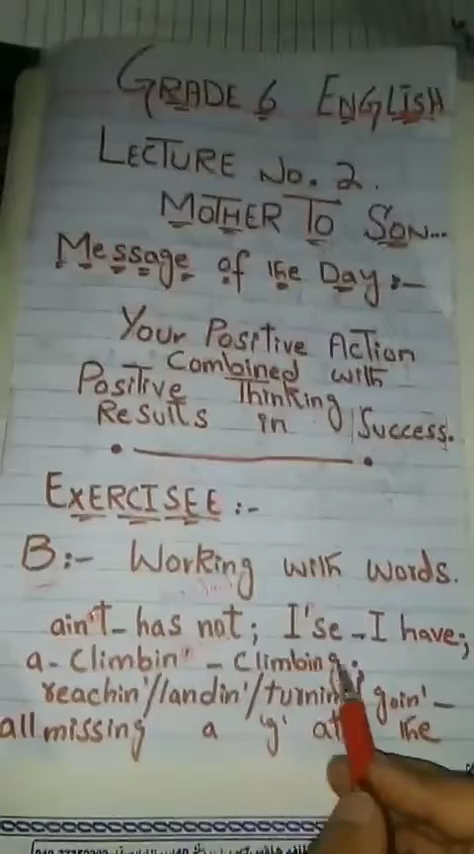 GRADE 6 ENGLISH
LECTURE No. 2.
MOTHER TO SON...
Message of the Day:-
Your Positive Action
Combined with
Positive Thinking
Results in Success.
EXERCISEE:-
B:- Working with words.
ain't-has not; I'se-I have;
a-climbin'-climbing;
reachin'/landin'/turnin' goin'-
all missing a 'g' at the